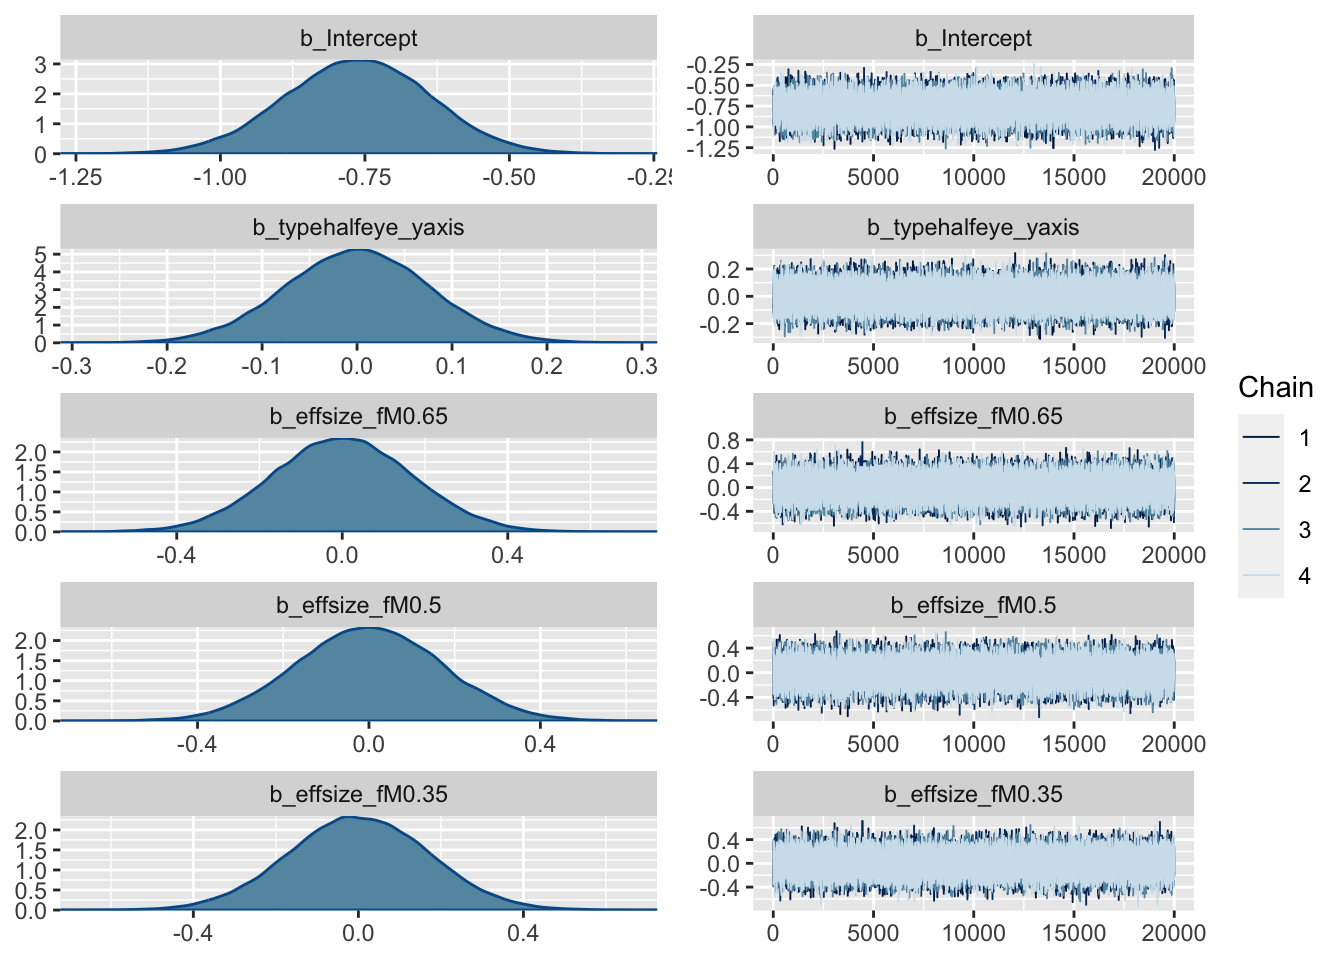 b_Intercept
3
2
1
0
-1.25 -1.00 -0.75 -0.50
b_Intercept
-0.25
-0.50
-0.75
-1.00
-1.25
0 5000 10000 15000 20000
b_typehalfeye_yaxis
5
4
3
2
1
0
-0.3 -0.2 -0.1 0.0 0.1 0.2 0.3
b_typehalfeye_yaxis
0.2
0.0
-0.2
0 5000 10000 15000 20000
b_effsize_fM0.65
2.0
1.5
1.0
0.5
0.0
-0.4 0.0 0.4
b_effsize_fM0.65
0.8
0.4
0.0
-0.4
0 5000 10000 15000 20000
b_effsize_fM0.5
2.0
1.5
1.0
0.5
0.0
-0.4 0.0 0.4
b_effsize_fM0.5
0.4
0.0
-0.4
0 5000 10000 15000 20000
b_effsize_fM0.35
2.0
1.5
1.0
0.5
0.0
-0.4 0.0 0.4
b_effsize_fM0.35
0.4
0.0
-0.4
0 5000 10000 15000 20000
Chain
1
2
3
4